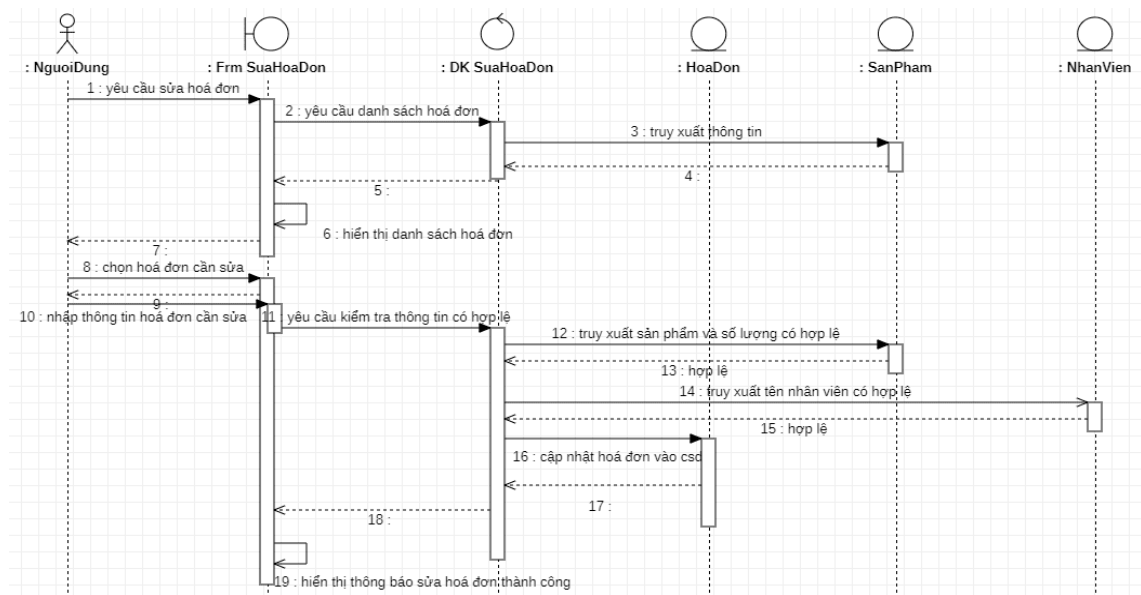 : NguoiDung
: Frm SuaHoaDon
: DK SuaHoaDon
: HoaDon
: SanPham
: NhanVien
1 : yêu cầu sửa hoá đơn
2 : yêu cầu danh sách hoá đơn
3 : truy xuất thông tin
4 :
5 :
6 : hiển thị danh sách hoá đơn
7 :
8 : chọn hoá đơn cần sửa
9 :
10 : nhập thông tin hoá đơn cần sửa
11 : yêu cầu kiểm tra thông tin có hợp lệ
12 : truy xuất sản phẩm và số lượng có hợp lệ
13 : hợp lệ
14 : truy xuất tên nhân viên có hợp lệ
15 : hợp lệ
16 : cập nhật hoá đơn vào csd
17 :
18 :
19 : hiển thị thông báo sửa hoá đơn thành công